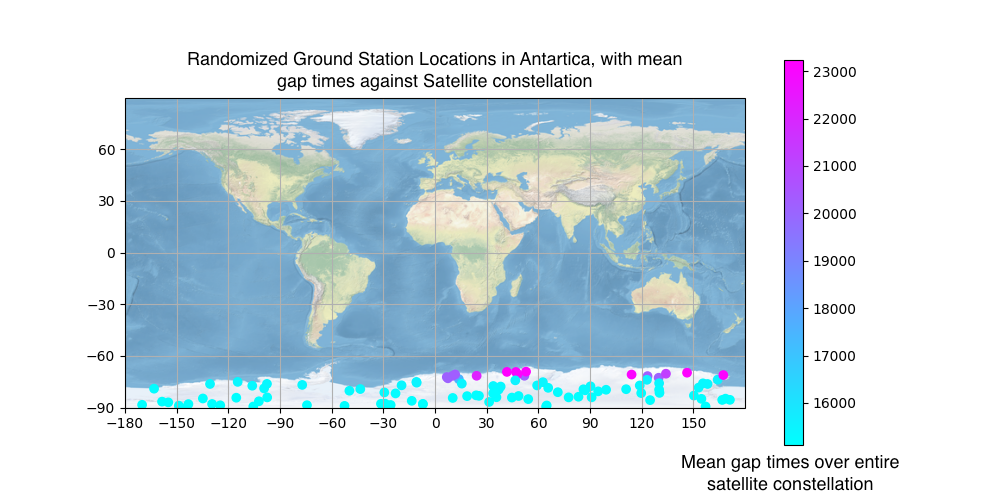 Randomized Ground Station Locations in Antartica, with mean
gap times against Satellite constellation
60
30
0
−30
−60
−90
−180 −150 −120 −90 −60 −30 0 30 60 90 120 150
23000
22000
21000
20000
19000
18000
17000
16000
Mean gap times over entire
satellite constellation